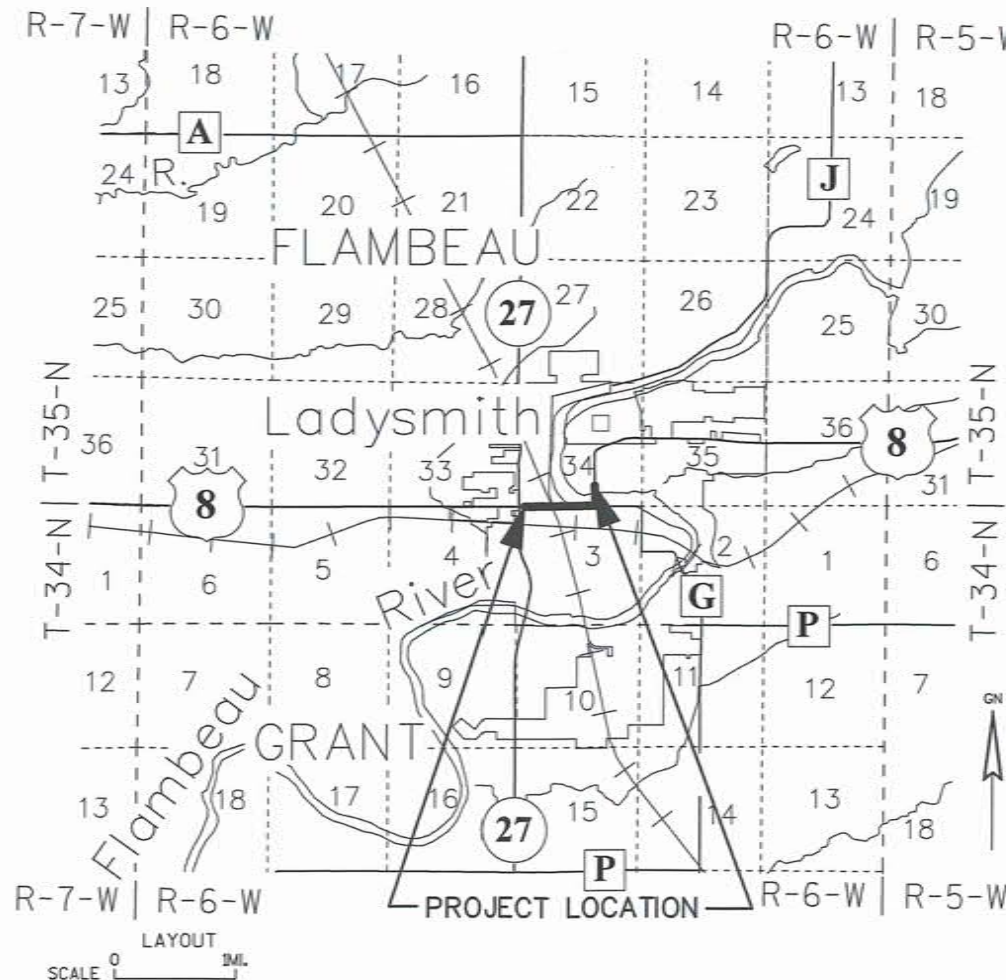 R-7-W | R-6-W R-6-W | R-5-W
13 18 17 16 15 14 13 18
A
24 R. J
19 20 21 22 23 24 19
FLAMBEAU
25 30 29 28 27 26 25 30
27
T-35-N T-35-N
Ladysmith
36 31 32 33 34 35 36 31
8 8
T-34-N T-34-N
1 6 5 4 3 2 1 6
River
G P
12 7 8 9 10 11 12 7
GN
Flambeau
GRANT
13 18 17 16 15 14 13 18
27
P
R-7-W | R-6-W PROJECT LOCATION R-6-W | R-5-W
LAYOUT
SCALE 0 1MI.